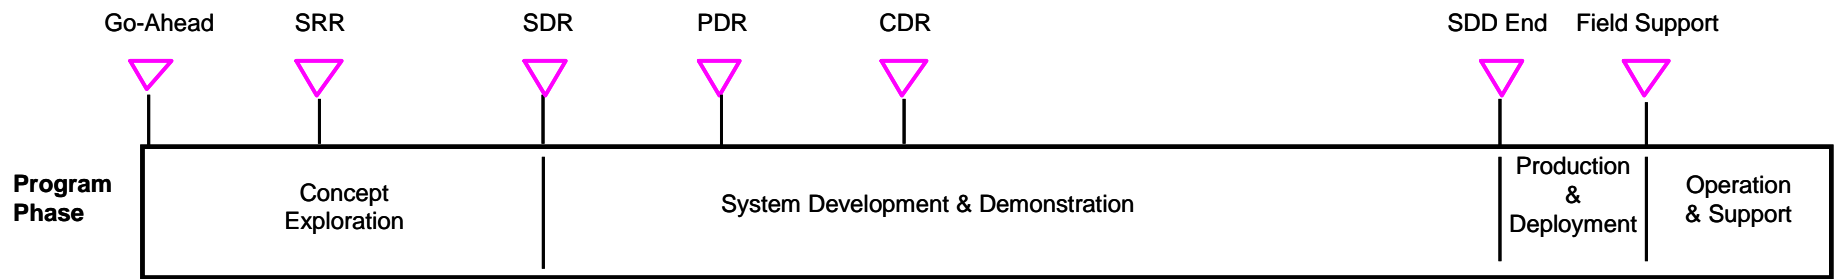 Go-Ahead
SRR
SDR
PDR
CDR
SDD End
Field Support
Program
Phase
Concept
Exploration
System Development & Demonstration
Production
&
Deployment
Operation
& Support